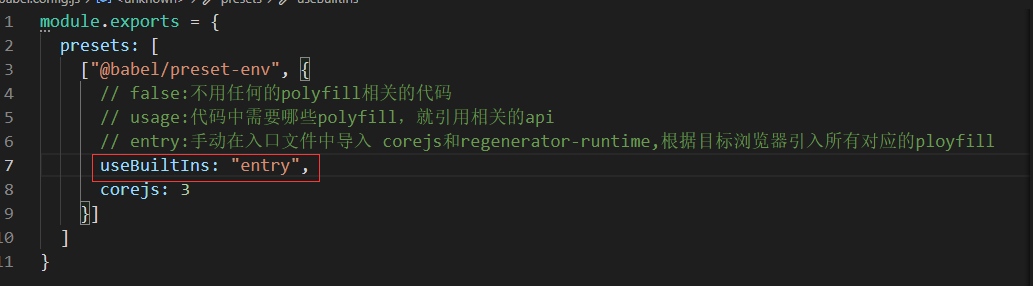 babel.config.js > <unknown> > presets > useBuiltIns
1 module.exports = {
2 presets: [
3 ["@babel/preset-env", {
4 // false:不用任何的polyfill相关的代码
5 // usage:代码中需要哪些polyfill，就引用相关的api
6 // entry:手动在入口文件中导入 corejs和regenerator-runtime,根据目标浏览器引入所有对应的ployfill
7 useBuiltIns: "entry",
8 corejs: 3
9 }]
10 ]
11 }